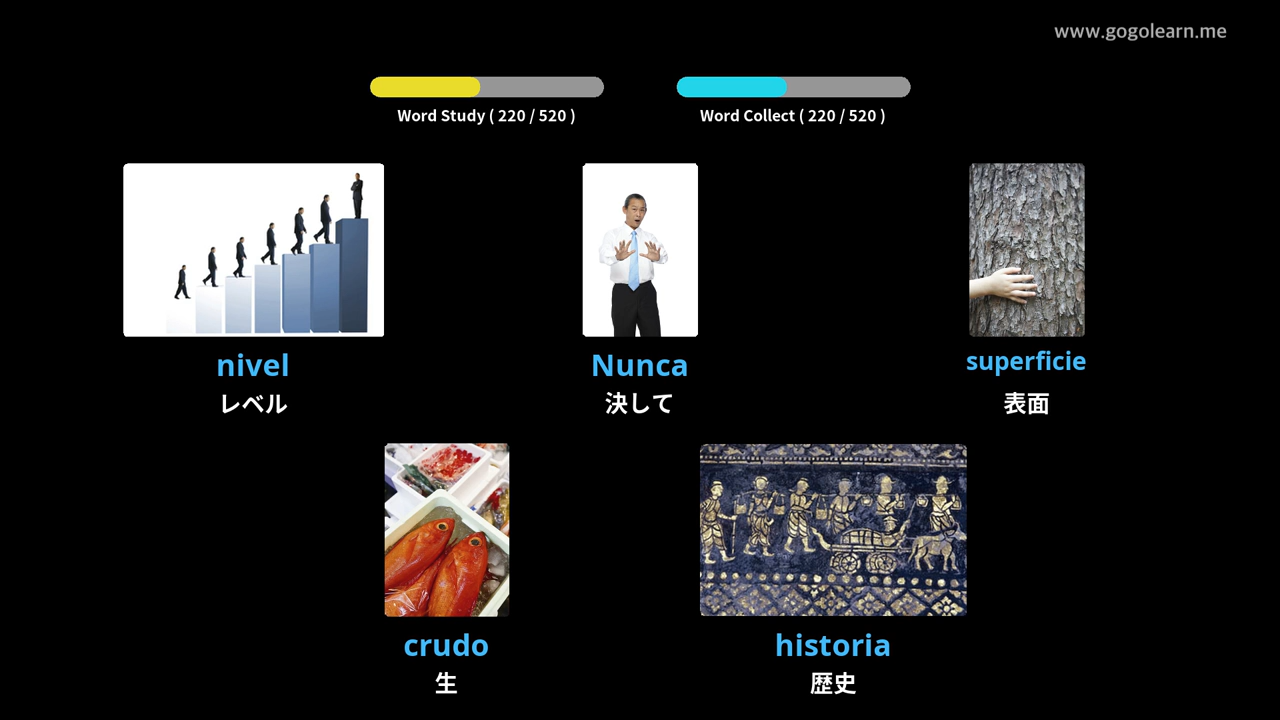 www.gogolearn.me
Word Study ( 220 / 520 )
Word Collect ( 220 / 520 )
nivel
レベル
Nunca
決して
superficie
表面
crudo
生
historia
歴史